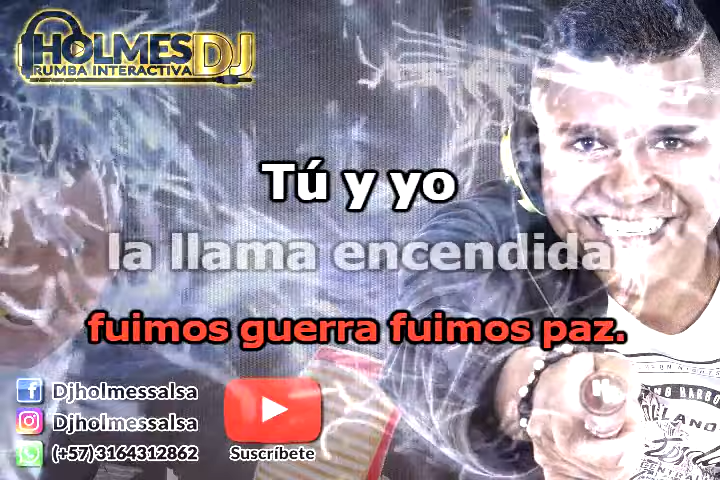 HOLMES DJ
RUMBA INTERACTIVA
Tú y yo
la llama encendida
fuimos guerra fuimos paz.
Djholmessalsa
Djholmessalsa
(+57)3164312862
Suscríbete